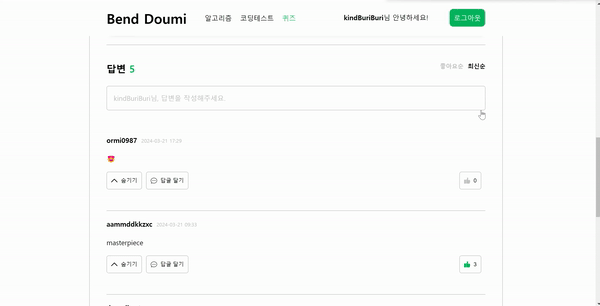 Bend Doumi 알고리즘 코딩테스트 퀴즈 kindBuriBuri님 안녕하세요! 로그아웃
답변 5 좋아요순 최신순
kindBuriBuri님, 답변을 작성해주세요.
ormi0987 2024-03-21 17:29
숨기기 답글 달기 0
aammddkkzxc 2024-03-21 09:55
masterpiece
숨기기 답글 달기 3